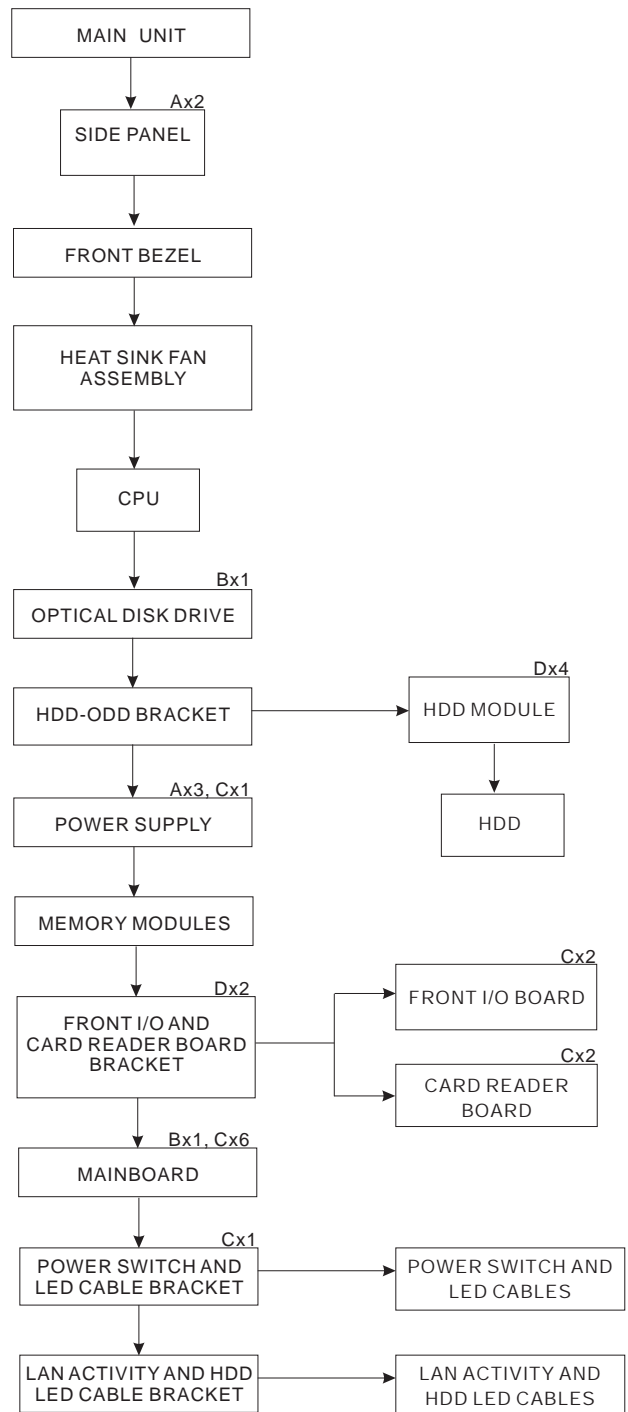 MAIN UNIT
Ax2
SIDE PANEL
FRONT BEZEL
HEAT SINK FAN
ASSEMBLY
CPU
Bx1
OPTICAL DISK DRIVE
HDD-ODD BRACKET
Dx4
HDD MODULE
HDD
Ax3, Cx1
POWER SUPPLY
MEMORY MODULES
Dx2
FRONT I/O AND
CARD READER BOARD
BRACKET
Cx2
FRONT I/O BOARD
Cx2
CARD READER
BOARD
Bx1, Cx6
MAINBOARD
Cx1
POWER SWITCH AND
LED CABLE BRACKET
POWER SWITCH AND
LED CABLES
LAN ACTIVITY AND HDD
LED CABLE BRACKET
LAN ACTIVITY AND
HDD LED CABLES